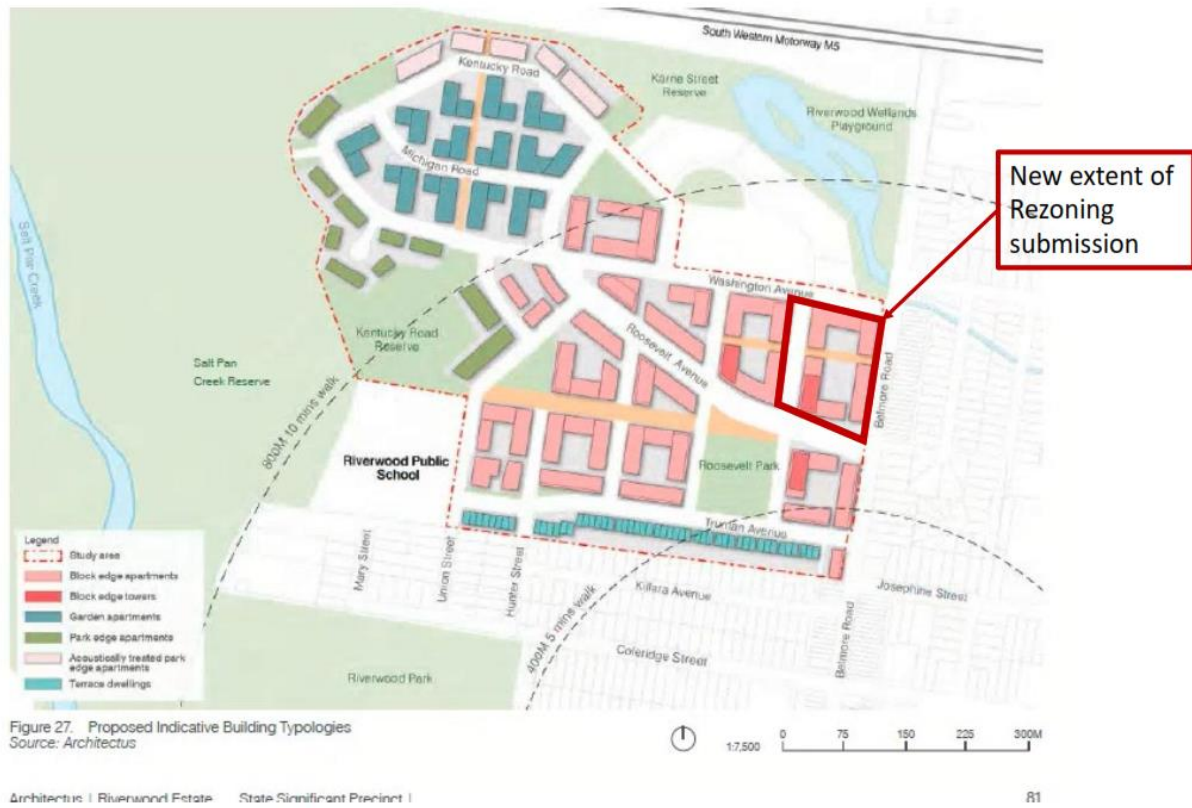 South Western Motorway M5
Kentucky Road
Karne Street
Reserve
Riverwood Wetlands
Playground
New extent of
Rezoning
submission
Michigan Road
Salt Pan Creek
Washington Avenue
Kentucky Road
Reserve
Roosevelt Avenue
Belmore Road
Salt Pan
Creek Reserve
800M 10 mins walk
Riverwood Public
School
Roosevelt Park
Truman Avenue
Legend
Study area
Block edge apartments
Block edge towers
Garden apartments
Park edge apartments
Acoustically treated park
edge apartments
Terrace dwellings
Mary Street
Union Street
Hunter Street
Killara Avenue
Josephine Street
400M 5 mins walk
Coleridge Street
Belmore Road
Riverwood Park
Figure 27. Proposed Indicative Building Typologies
Source: Architectus
1:7,500 0 75 150 225 300M
Architectus | Riverwood Estate State Significant Precinct | 81